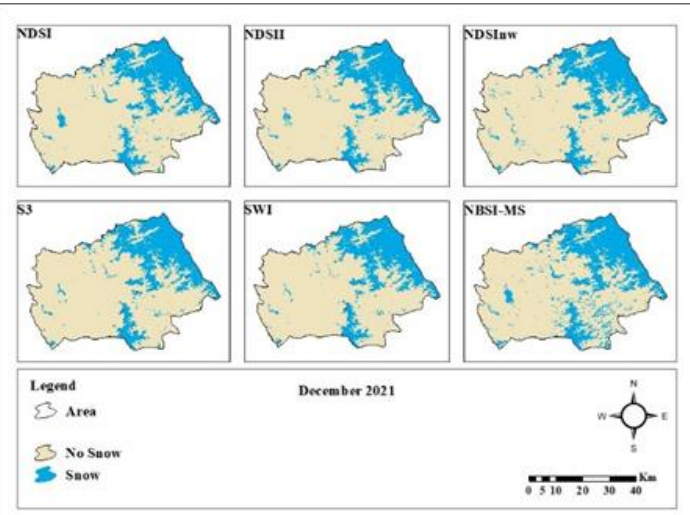 NDSI
NDSII
NDSInw
S3
SWI
NBSI-MS
Legend
December 2021
Area
No Snow
Snow
N
W
E
S
Km
0 5 10 20 30 40